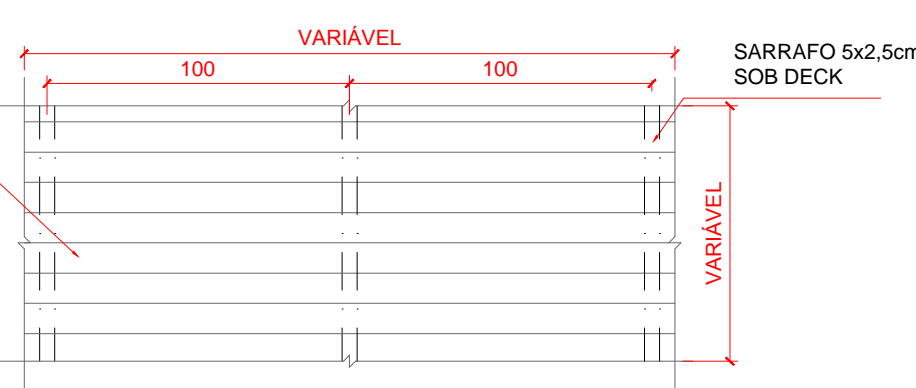 VARIÁVEL
100
100
SARRAFO 5x2,5cm
SOB DECK
VARIÁVEL